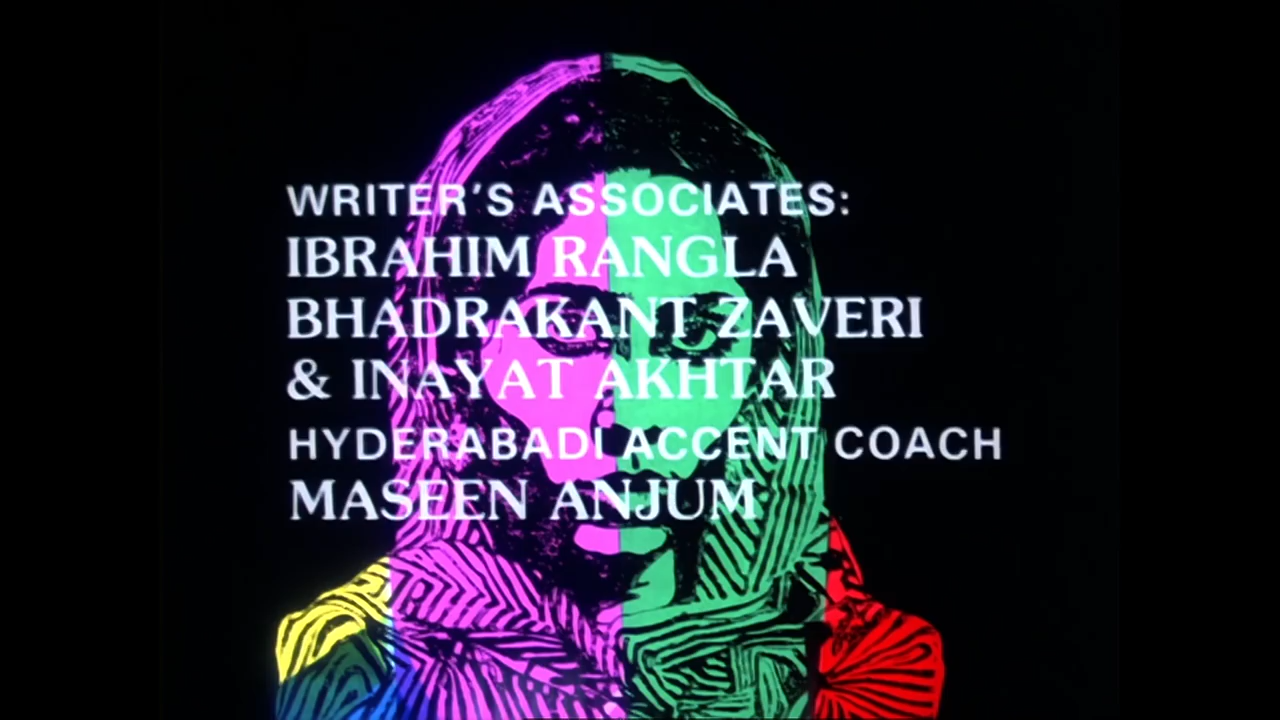 WRITER'S ASSOCIATES:
IBRAHIM RANGLA
BHADRAKANT ZAVERI
& INAYAT AKHTAR
HYDERABADI ACCENT COACH
MASEEN ANJUM